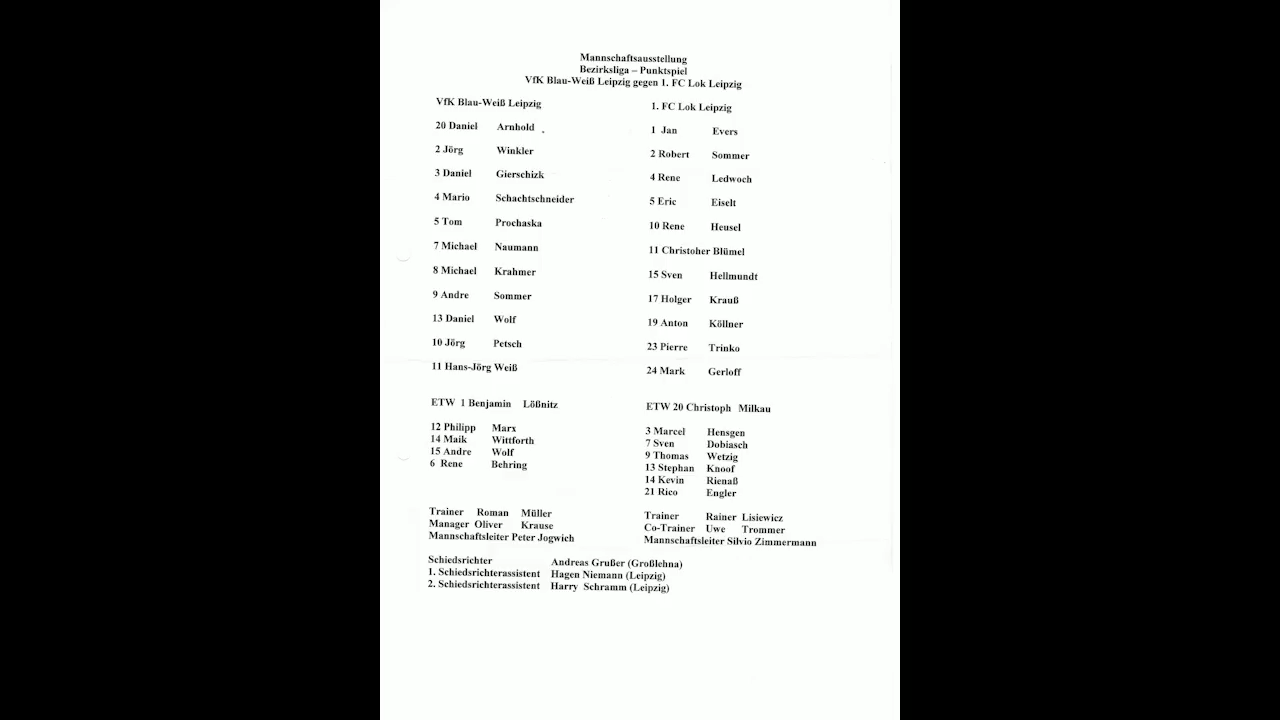 Mannschaftsausstellung
Bezirksliga – Punktspiel
VfK Blau-Weiß Leipzig gegen 1. FC Lok Leipzig
VfK Blau-Weiß Leipzig
20 Daniel Arnhold
2 Jörg Winkler
3 Daniel Gierschizk
4 Mario Schachtschneider
5 Tom Prochaska
7 Michael Naumann
8 Michael Krahmer
9 Andre Sommer
13 Daniel Wolf
10 Jörg Petsch
11 Hans-Jörg Weiß
ETW 1 Benjamin Lößnitz
12 Philipp Marx
14 Maik Wittforth
15 Andre Wolf
6 Rene Behring
Trainer Roman Müller
Manager Oliver Krause
Mannschaftsleiter Peter Jogwich
1. FC Lok Leipzig
1 Jan Evers
2 Robert Sommer
4 Rene Ledwoch
5 Eric Eiselt
10 Rene Heusel
11 Christoher Blümel
15 Sven Hellmundt
17 Holger Krauß
19 Anton Köllner
23 Pierre Trinko
24 Mark Gerloff
ETW 20 Christoph Milkau
3 Marcel Hensgen
7 Sven Dobiasch
9 Thomas Wetzig
13 Stephan Knoof
14 Kevin Rienaß
21 Rico Engler
Trainer Rainer Lisiewicz
Co-Trainer Uwe Trommer
Mannschaftsleiter Silvio Zimmermann
Schiedsrichter Andreas Grußer (Großlehna)
1. Schiedsrichterassistent Hagen Niemann (Leipzig)
2. Schiedsrichterassistent Harry Schramm (Leipzig)